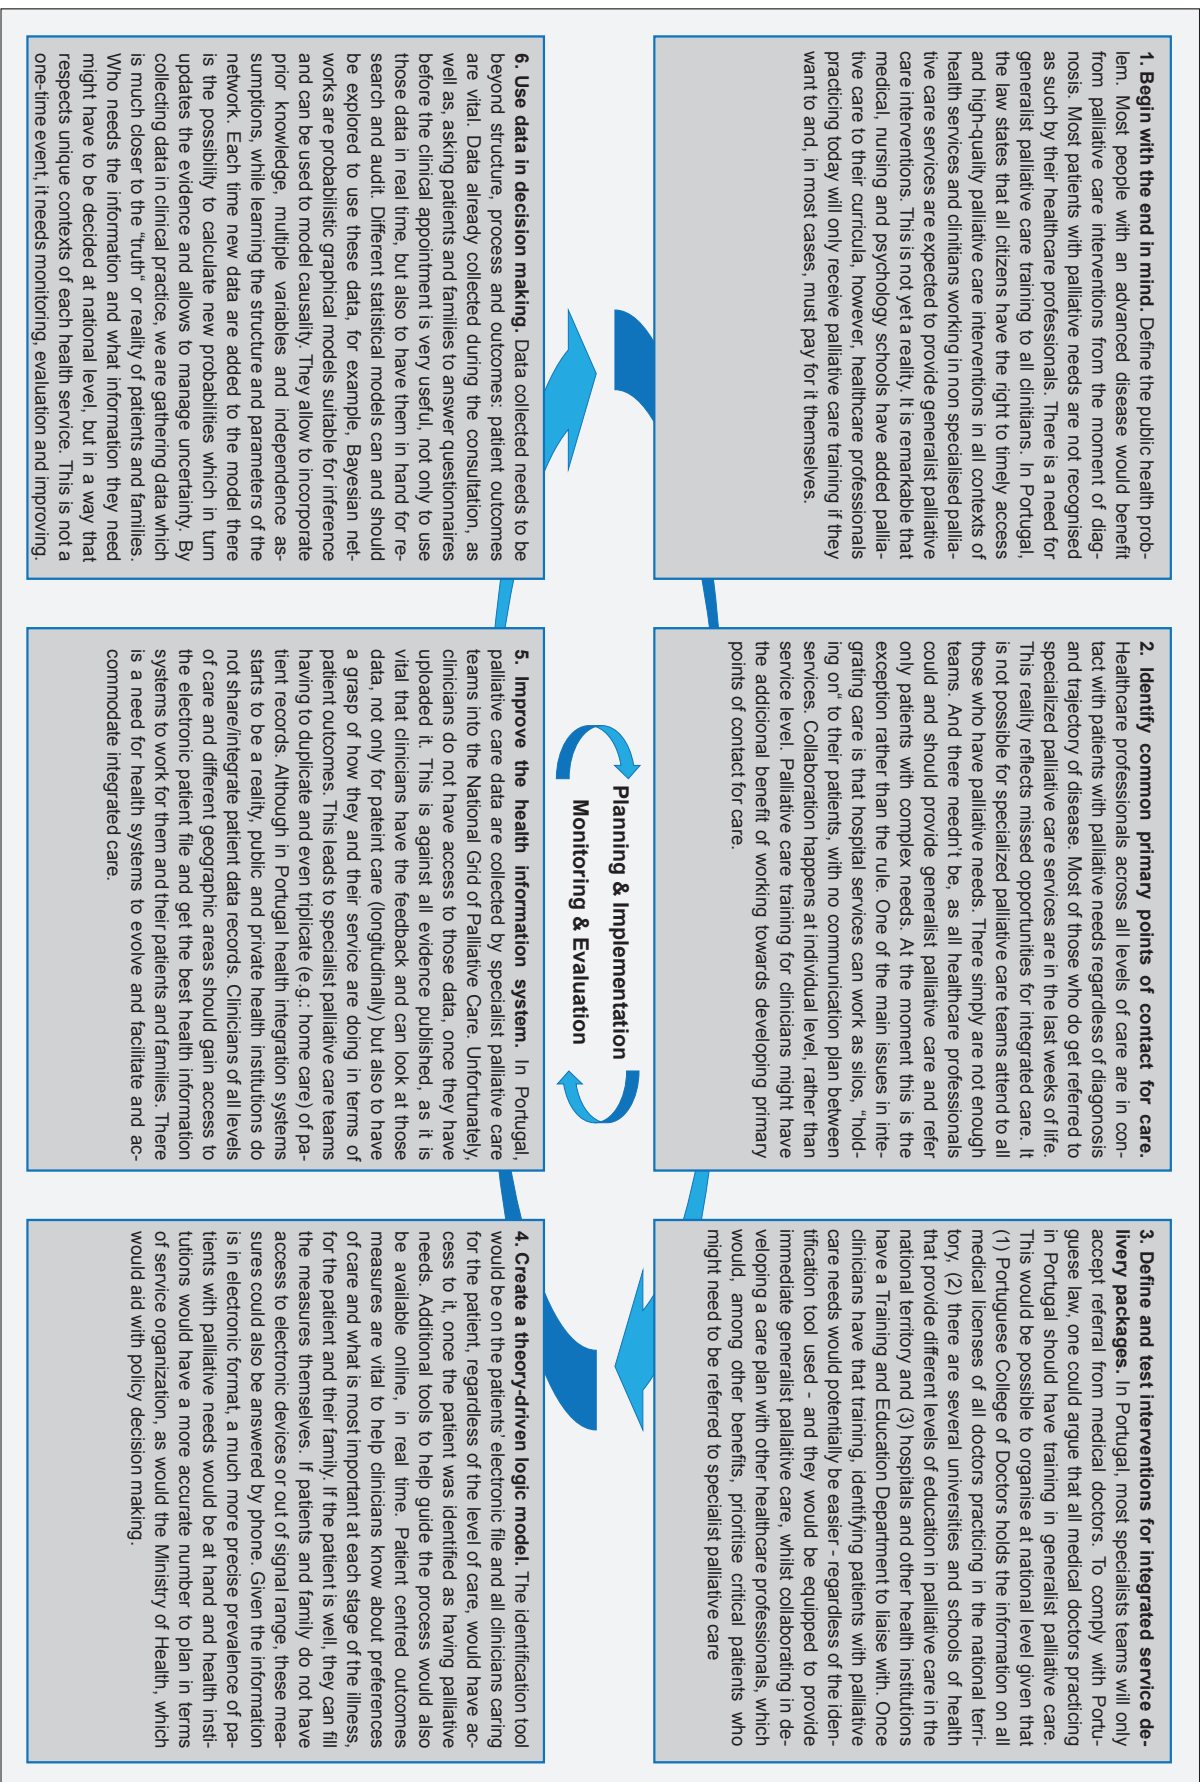 1. Begin with the end in mind. Define the public health prob-
lem. Most people with an advanced disease would benefit
from palliative care interventions from the moment of diag-
nosis. Most patients with palliative needs are not recognised
as such by their healthcare professionals. There is a need for
generalist palliative care training to all clinitians. In Portugal,
the law states that all citizens have the right to timely access
and high-quality palliative care interventions in all contexts of
health services and clinitians working in non specialised pallia-
tive care services are expected to provide generalist palliative
care interventions. This is not yet a reality. It is remarkable that
medical, nursing and psychology schools have added pallia-
tive care to their curricula, however, healthcare professionals
practicing today will only receive palliative care training if they
want to and, in most cases, must pay for it themselves.
2. Identify common primary points of contact for care.
Healthcare professionals across all levels of care are in con-
tact with patients with palliative needs regardless of diagnosis
and trajectory of disease. Most of those who do get referred to
specialized palliative care services are in the last weeks of life.
This reality reflects missed opportunities for integrated care. It
is not possible for specialized palliative care teams attend to all
those who have palliative needs. There simply are not enough
teams. And there needn't be, as all healthcare professionals
could and should provide generalist palliative care and refer
only patients with complex needs. At the moment this is the
exception rather than the rule. One of the main issues in inte-
grating care is that hospital services can work as silos, "hold-
ing on" to their patients, with no communication plan between
services. Collaboration happens at individual level, rather than
service level. Palliative care training for clinicians might have
the addicional benefit of working towards developing primary
points of contact for care.
3. Define and test interventions for integrated service de-
livery packages. In Portugal, most specialists teams will only
accept referral from medical doctors. To comply with Portu-
guese law, one could argue that all medical doctors practicing
in Portugal should have training in generalist palliative care.
This would be possible to organise at national level given that
(1) Portuguese College of Doctors holds the information on all
medical licenses of all doctors practicing in the national terri-
tory, (2) there are several universities and schools of health
that provide different levels of education in palliative care in the
national territory and (3) hospitals and other health institutions
have a Training and Education Department to liaise with. Once
clinicians have that training, identifying patients with palliative
care needs would potentially be easier - regardless of the iden-
tification tool used - and they would be equipped to provide
immediate generalist pallaitive care, whilst collaborating in de-
veloping a care plan with other healthcare professionals, which
would, among other benefits, prioritise critical patients who
might need to be referred to specialist palliative care
Planning & Implementation
Monitoring & Evaluation
4. Create a theory-driven logic model. The identification tool
would be on the patients' electronic file and all clinicians caring
for the patient, regardless of the level of care, would have ac-
cess to it, once the patient was identified as having palliative
needs. Additional tools to help guide the process would also
be available online, in real time. Patient centred outcomes
measures are vital to help clinicians know about preferences
of care and what is most important at each stage of the illness,
for the patient and their family. If the patient is well, they can fill
the measures themselves. If patients and family do not have
access to electronic devices or out of signal range, these mea-
sures could also be answered by phone. Given the information
is in electronic format, a much more precise prevalence of pa-
tients with palliative needs would be at hand and health insti-
tutions would have a more accurate number to plan in terms
of service organization, as would the Ministry of Health, which
would aid with policy decision making.
5. Improve the health information system. In Portugal,
palliative care data are collected by specialist palliative care
teams into the National Grid of Palliative Care. Unfortunately,
clinicians do not have access to those data, once they have
uploaded it. This is against all evidence published, as it is
vital that clinicians have the feedback and can look at those
data, not only for pateint care (longitudinally) but also to have
a grasp of how they and their service are doing in terms of
patient outcomes. This leads to specialist palliative care teams
having to duplicate and even triplicate (e.g.: home care) of pa-
tient records. Although in Portugal health integration systems
starts to be a reality, public and private health institutions do
not share/integrate patient data records. Clinicians of all levels
of care and different geographic areas should gain access to
the electronic patient file and get the best health information
systems to work for them and their patients and families. There
is a need for health systems to evolve and facilitate and ac-
commodate integrated care.
6. Use data in decision making. Data collected needs to be
beyond structure, process and outcomes: patient outcomes
are vital. Data already collected during the consultation, as
well as, asking patients and families to answer questionnaires
before the clinical appointment is very useful, not only to use
those data in real time, but also to have them in hand for re-
search and audit. Different statistical models can and should
be explored to use these data, for example, Bayesian net-
works are probabilistic graphical models suitable for inference
and can be used to model causality. They allow to incorporate
prior knowledge, multiple variables and independence as-
sumptions, while learning the structure and parameters of the
network. Each time new data are added to the model there
is the possibility to calculate new probabilities which in turn
updates the evidence and allows to manage uncertainty. By
collecting data in clinical practice, we are gathering data which
is much closer to the "truth" or reality of patients and families.
Who needs the information and what information they need
might have to be decided at national level, but in a way that
respects unique contexts of each health service. This is not a
one-time event, it needs monitoring, evaluation and improving.